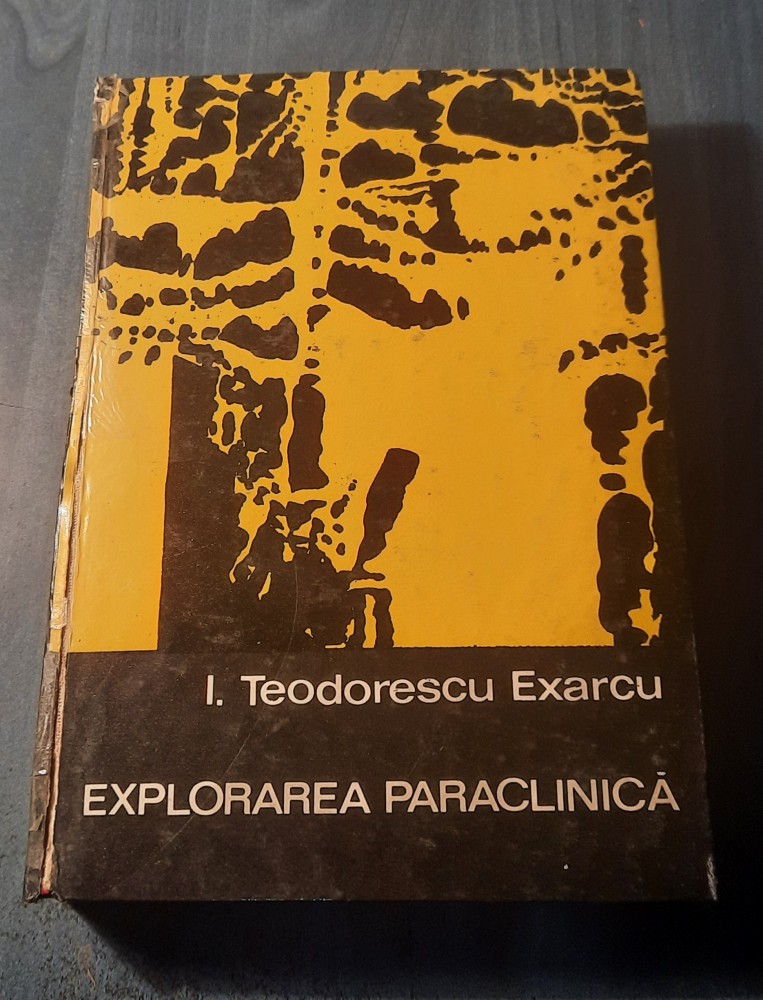 I. Teodorescu Exarcu
EXPLORAREA PARACLINICĂ